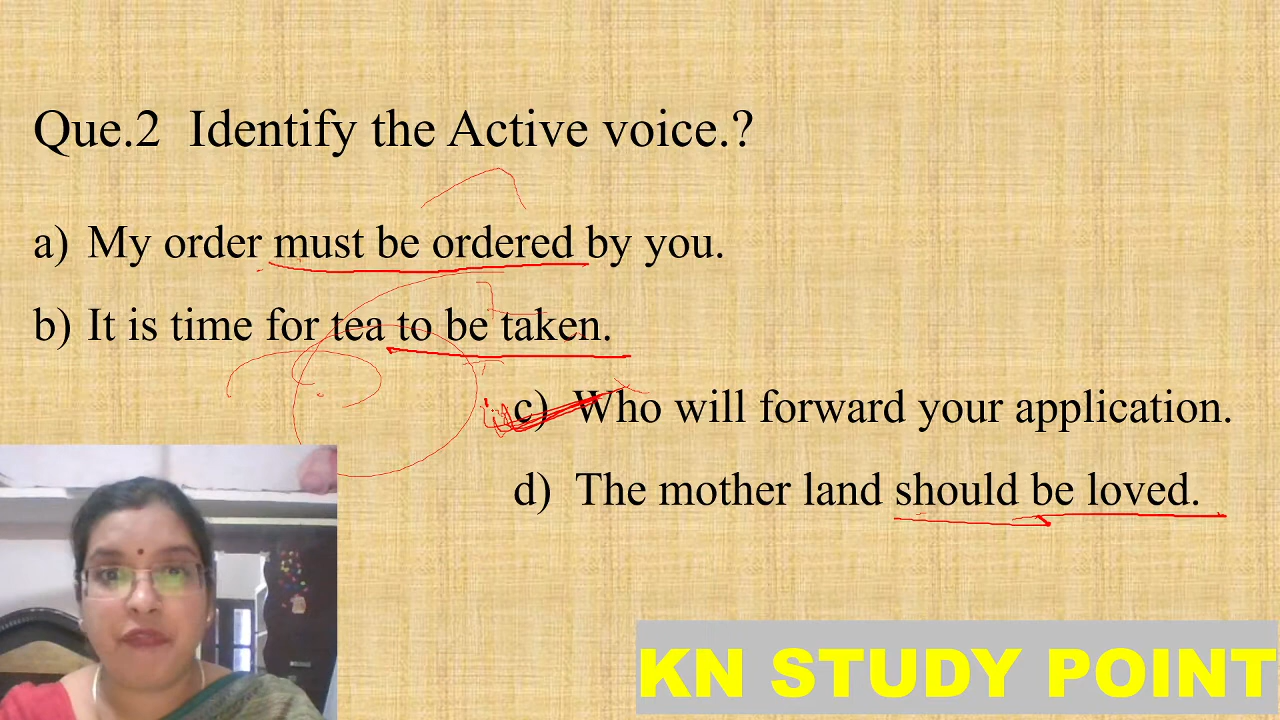 Que.2 Identify the Active voice.?
a) My order must be ordered by you.
b) It is time for tea to be taken.
c) Who will forward your application.
d) The mother land should be loved.
KN STUDY POINT